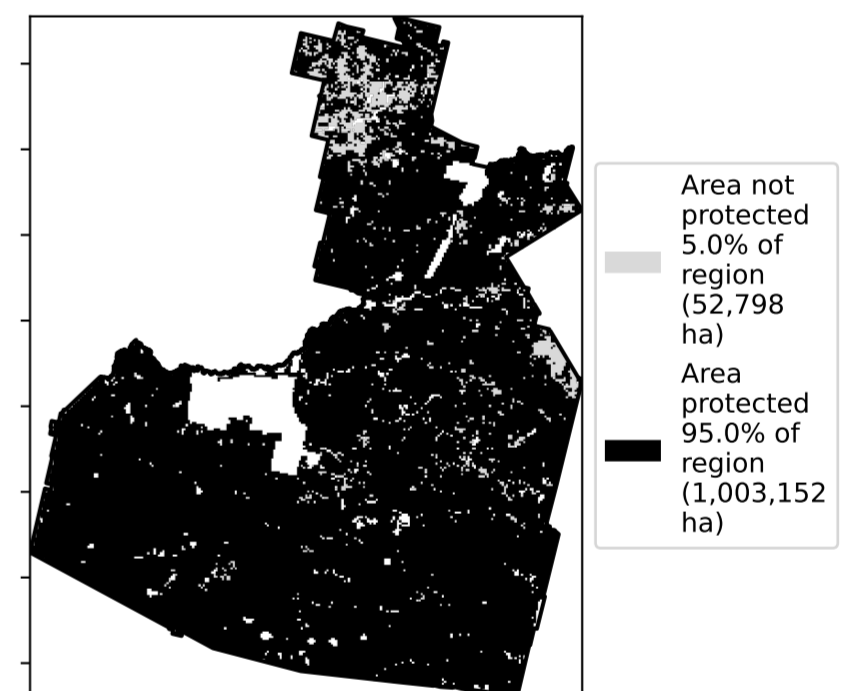 Area not
protected
5.0% of
region
(52,798
ha)
Area
protected
95.0% of
region
(1,003,152
ha)